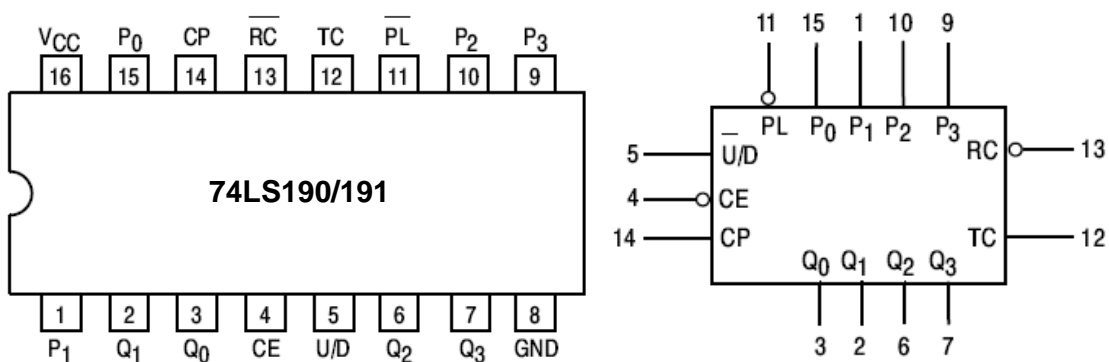 VCC P0 CP RC TC PL P2 P3
16 15 14 13 12 11 10 9
74LS190/191
1 2 3 4 5 6 7 8
P1 Q1 Q0 CE U/D Q2 Q3 GND
11 15 1 10 9
PL P0 P1 P2 P3
5 U/D RC 13
4 CE
14 CP TC 12
Q0 Q1 Q2 Q3
3 2 6 7